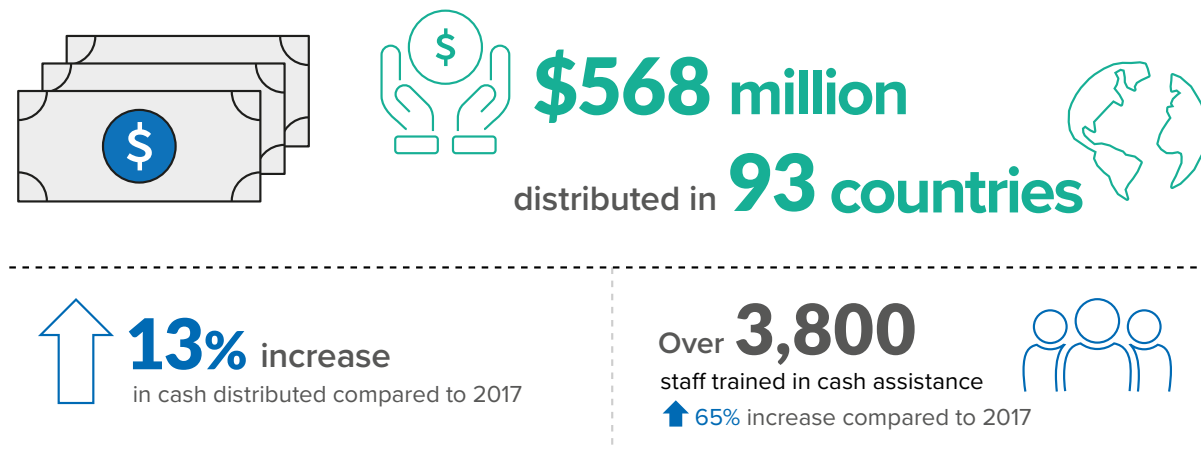 $
$
$568 million
distributed in 93 countries
13% increase
in cash distributed compared to 2017
Over 3,800
staff trained in cash assistance
65% increase compared to 2017